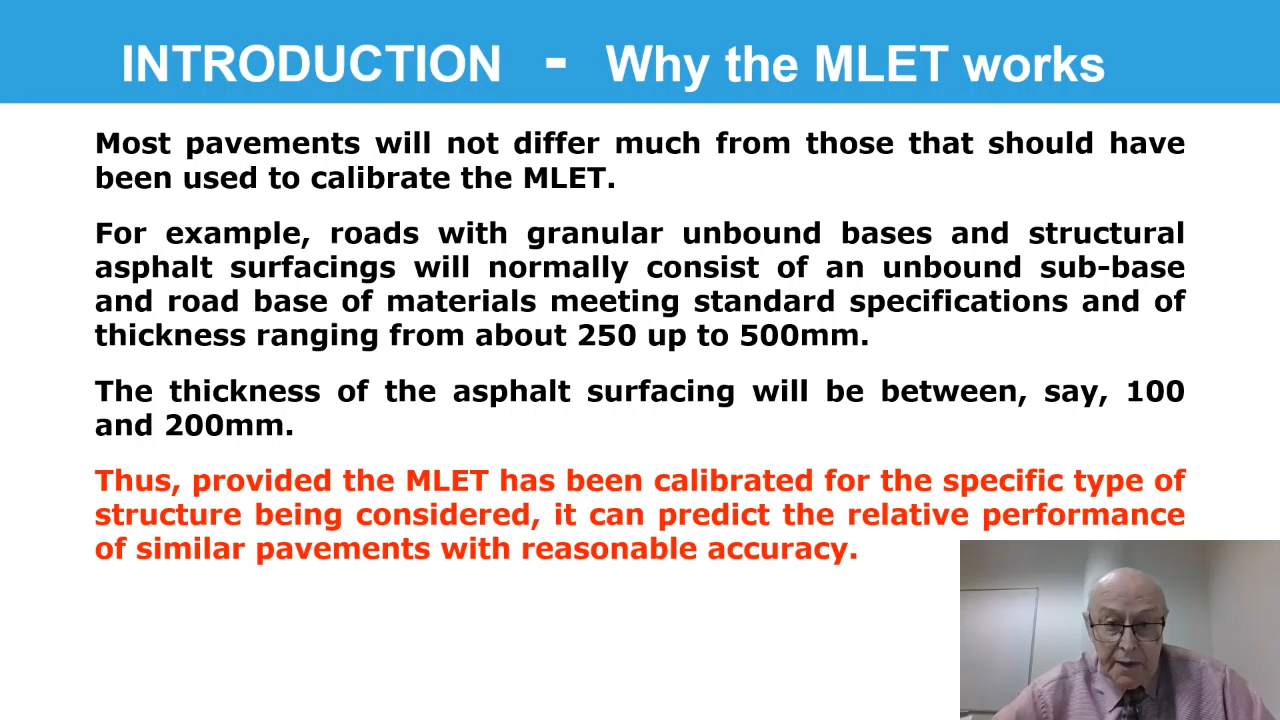 INTRODUCTION - Why the MLET works
Most pavements will not differ much from those that should have
been used to calibrate the MLET.
For example, roads with granular unbound bases and structural
asphalt surfacings will normally consist of an unbound sub-base
and road base of materials meeting standard specifications and of
thickness ranging from about 250 up to 500mm.
The thickness of the asphalt surfacing will be between, say, 100
and 200mm.
Thus, provided the MLET has been calibrated for the specific type of
structure being considered, it can predict the relative performance
of similar pavements with reasonable accuracy.